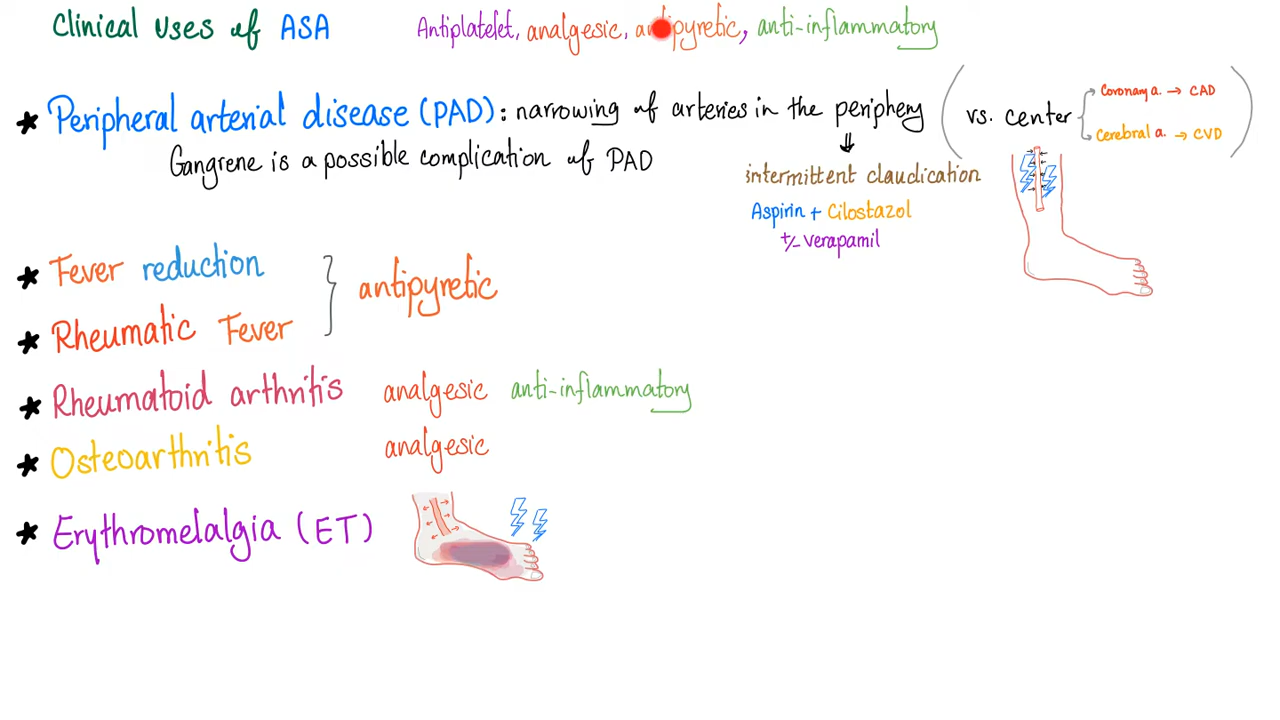 Clinical uses of ASA
Antiplatelet, analgesic, antipyretic, anti-inflammatory
* Peripheral arterial disease (PAD): narrowing of arteries in the periphery
(vs. center
Coronary a. → CAD
Cerebral a. → CVD)
Gangrene is a possible complication of PAD
intermittent claudication
Aspirin + Cilostazol
+/- verapamil
* Fever reduction
* Rheumatic Fever
antipyretic
* Rheumatoid arthritis analgesic anti-inflammatory
* Osteoarthritis analgesic
* Erythromelalgia (ET)